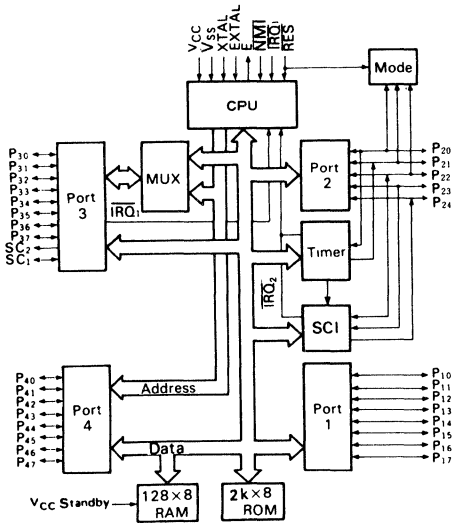 VCC
VSS
XTAL
EXTAL
E
NMI
IRQ1
RES
Mode
CPU
P30
P31
P32
P33
P34
P35
P36
P37
SC2
SC1
Port
3
MUX
IRQ1
Port
2
P20
P21
P22
P23
P24
Timer
IRQ2
SCI
P40
P41
P42
P43
P44
P45
P46
P47
Port
4
Address
Data
Port
1
P10
P11
P12
P13
P14
P15
P16
P17
VCC Standby
128×8
RAM
2k×8
ROM